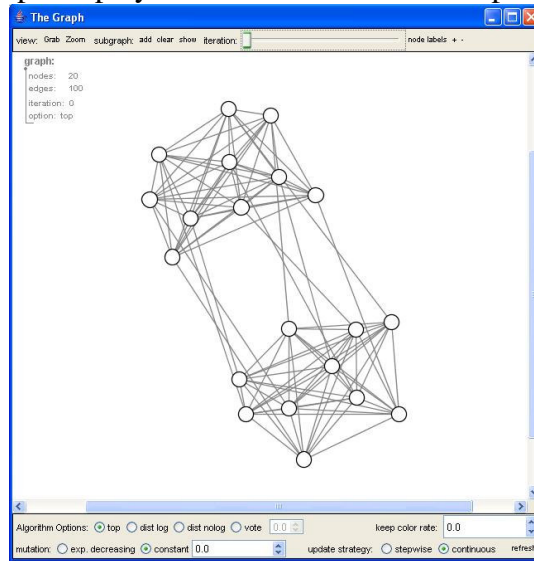 The Graph
view: Grab Zoom subgraph: add clear show iteration: node labels + -
graph:
nodes: 20
edges: 100
iteration: 0
option: top
Algorithm Options: top dist log dist nolog vote 0.0 keep color rate: 0.0
mutation: exp. decreasing constant 0.0 update strategy: stepwise continuous refresh